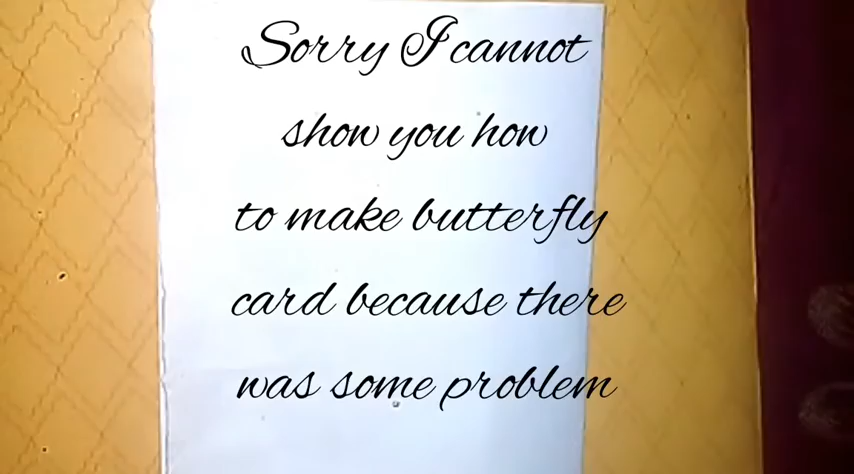 Sorry I cannot
show you how
to make butterfly
card because there
was some problem